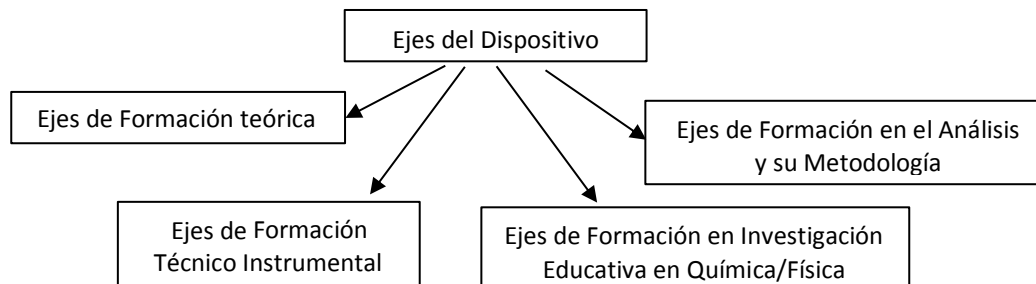 Ejes del Dispositivo
Ejes de Formación teórica
Ejes de Formación en el Análisis
y su Metodología
Ejes de Formación
Técnico Instrumental
Ejes de Formación en Investigación
Educativa en Química/Física